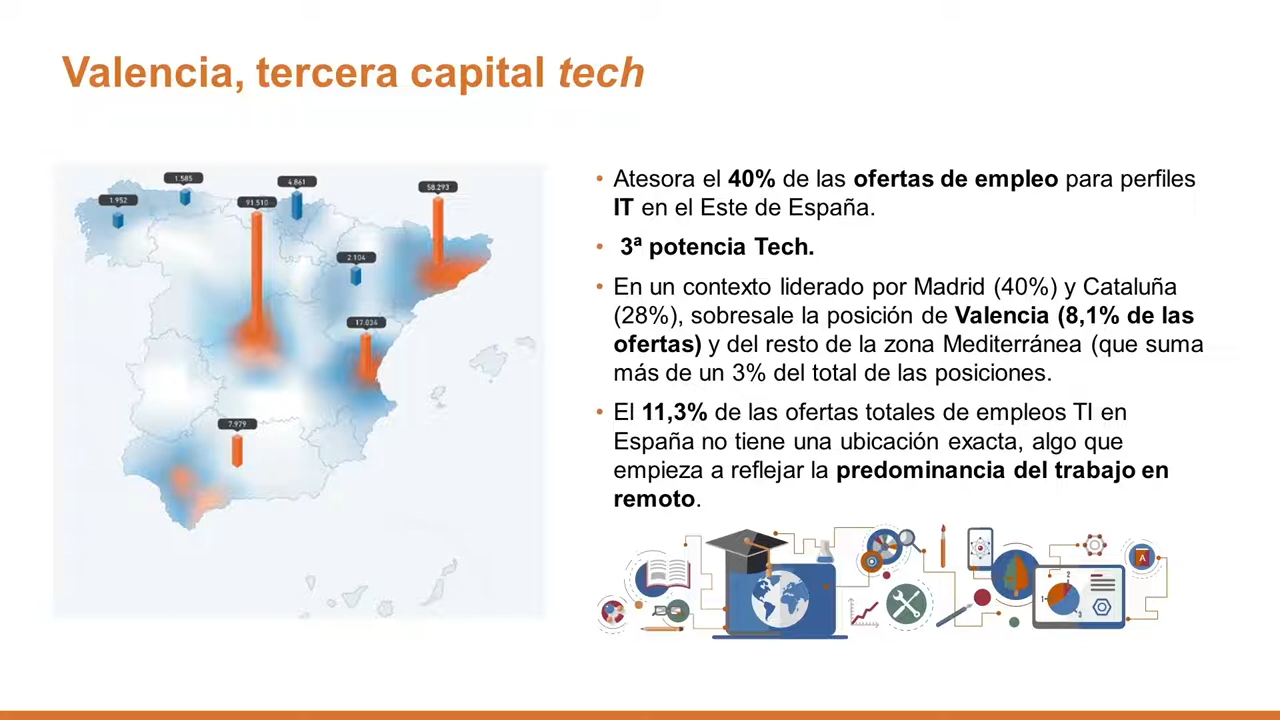 Valencia, tercera capital tech
1.585
4.861
58.293
1.952
91.510
2.104
17.034
7.979
• Atesora el 40% de las ofertas de empleo para perfiles
IT en el Este de España.
• 3ª potencia Tech.
• En un contexto liderado por Madrid (40%) y Cataluña
(28%), sobresale la posición de Valencia (8,1% de las
ofertas) y del resto de la zona Mediterránea (que suma
más de un 3% del total de las posiciones.
• El 11,3% de las ofertas totales de empleos TI en
España no tiene una ubicación exacta, algo que
empieza a reflejar la predominancia del trabajo en
remoto.
A
2
1
3